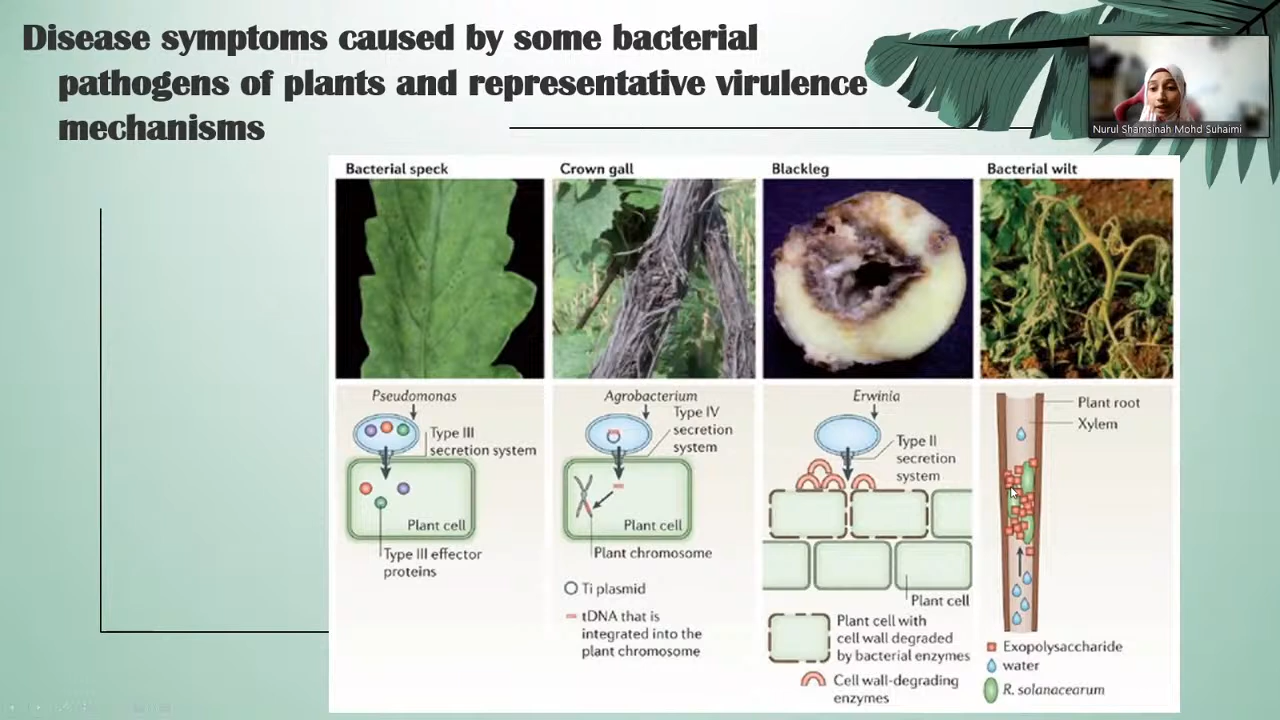 Disease symptoms caused by some bacterial
pathogens of plants and representative virulence
mechanisms
Nurul Shamsinah Mohd Suhaimi
Bacterial speck
Crown gall
Blackleg
Bacterial wilt
Pseudomonas
Type III
secretion system
Plant cell
Type III effector
proteins
Agrobacterium
Type IV
secretion
system
Plant cell
Plant chromosome
Ti plasmid
tDNA that is
integrated into the
plant chromosome
Erwinia
Type II
secretion
system
Plant cell
Plant cell with
cell wall degraded
by bacterial enzymes
Cell wall-degrading
enzymes
Plant root
Xylem
Exopolysaccharide
water
R. solanacearum